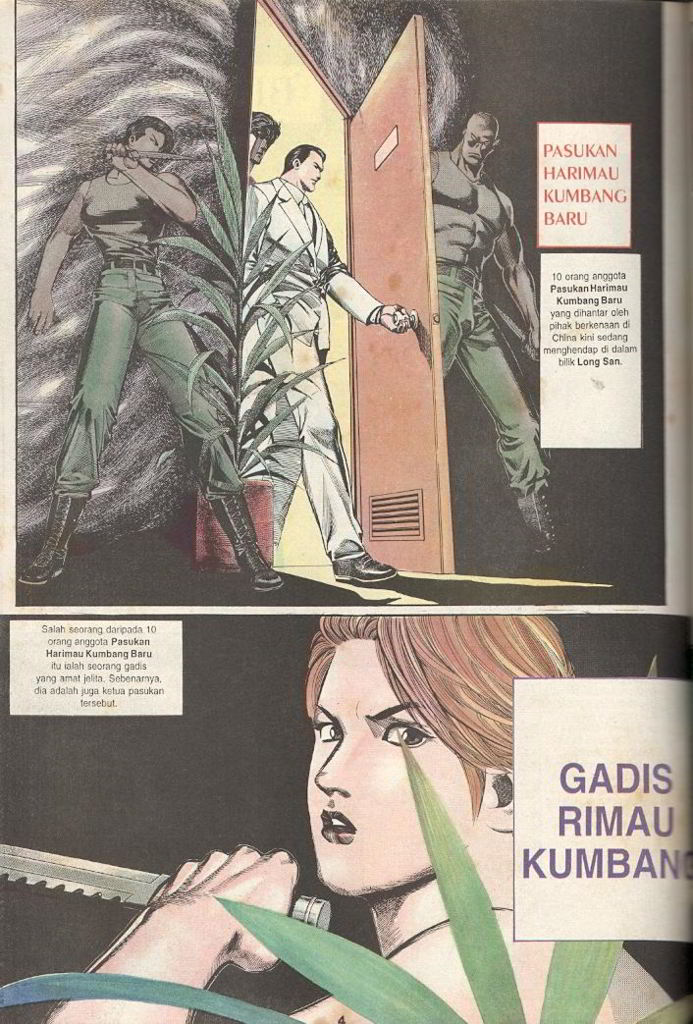 PASUKAN
HARIMAU
KUMBANG
BARU
10 orang anggota
Pasukan Harimau
Kumbang Baru
yang dihantar oleh
pihak berkenaan di
China kini sedang
menghendap di dalam
bilik Long San.
Salah seorang daripada 10
orang anggota Pasukan
Harimau Kumbang Baru
itu ialah seorang gadis
yang amat jelita. Sebenarnya,
dia adalah juga ketua pasukan
tersebut.
GADIS
RIMAU
KUMBANG
4